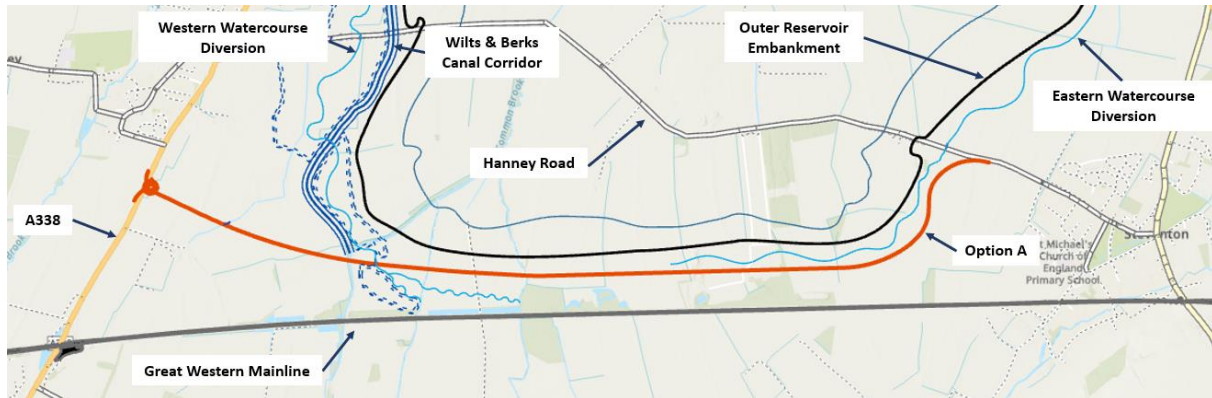 Western Watercourse
Diversion
Wilts & Berks
Canal Corridor
Outer Reservoir
Embankment
Eastern Watercourse
Diversion
ey
Common Brook
Hanney Road
A338
Option A
t Michael's
Church of
England
Primary School
Great Western Mainline